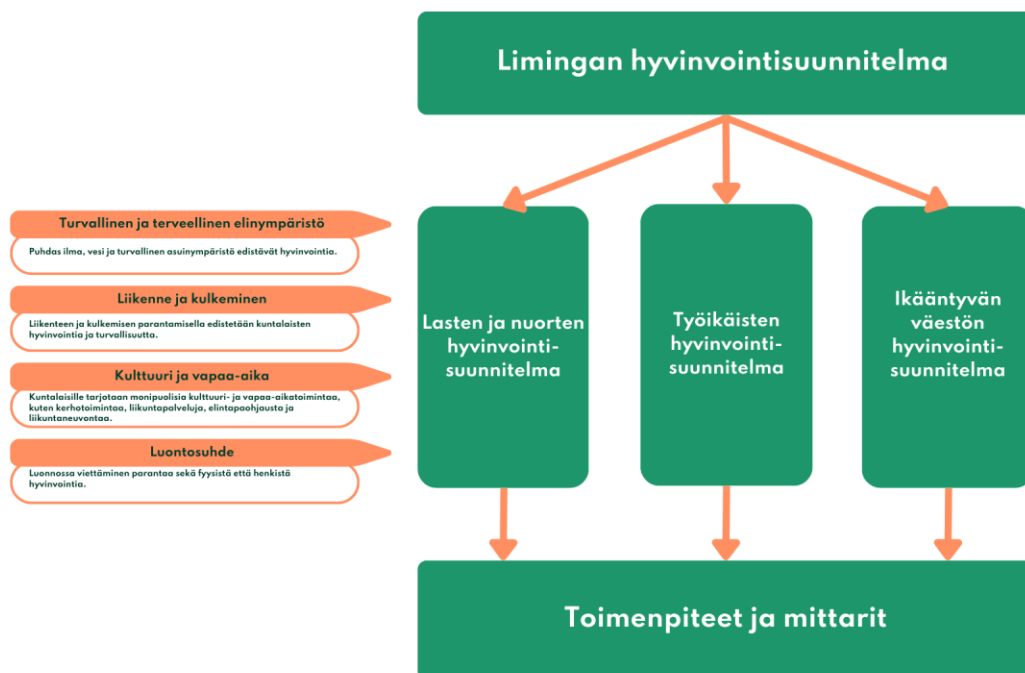 Limingan hyvinvointisuunnitelma
Turvallinen ja terveellinen elinympäristö
Puhdas ilma, vesi ja turvallinen asuinympäristö edistävät hyvinvointia.
Liikenne ja kulkeminen
Liikenteen ja kulkemisen parantamisella edistetään kuntalaisten
hyvinvointia ja turvallisuutta.
Kulttuuri ja vapaa-aika
Kuntalaisille tarjotaan monipuolisia kulttuuri- ja vapaa-aikatoimintaa,
kuten kerhotoimintaa, liikuntapalveluja, elintapaohjausta ja
liikuntaneuvontaa.
Luontosuhde
Luonnossa viettäminen parantaa sekä fyysistä että henkistä
hyvinvointia.
Lasten ja nuorten
hyvinvointi-
suunnitelma
Työikäisten
hyvinvointi-
suunnitelma
Ikääntyvän
väestön
hyvinvointi-
suunnitelma
Toimenpiteet ja mittarit